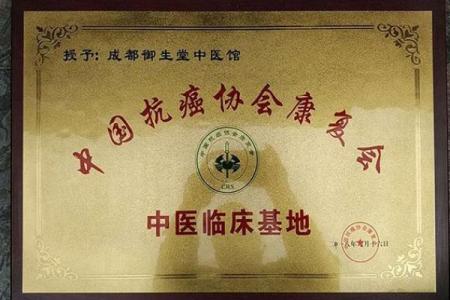 授予：成都御生堂中医馆
中国抗癌协会康复会
中医临床基地